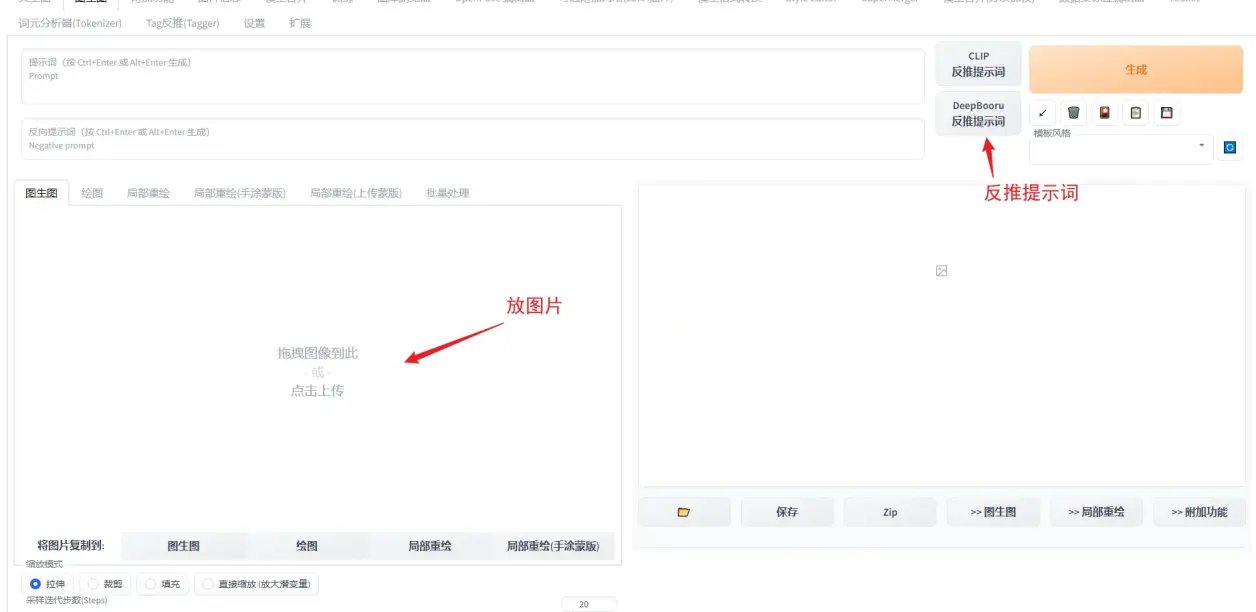 图生图
词元分析器(Tokenizer) Tag反推(Tagger) 设置 扩展
提示词（按 Ctrl+Enter 或 Alt+Enter 生成）
Prompt
CLIP
反推提示词
生成
DeepBooru
反推提示词
反向提示词（按 Ctrl+Enter 或 Alt+Enter 生成）
Negative prompt
模板风格
反推提示词
图生图 绘图 局部重绘 局部重绘(手涂蒙版) 局部重绘(上传蒙版) 批量处理
放图片
拖拽图像到此
- 或 -
点击上传
保存 Zip >> 图生图 >> 局部重绘 >> 附加功能
将图片复制到: 图生图 绘图 局部重绘 局部重绘(手涂蒙版)
缩放模式
拉伸 裁剪 填充 直接缩放 (放大潜变量)
采样迭代步数(Steps) 20